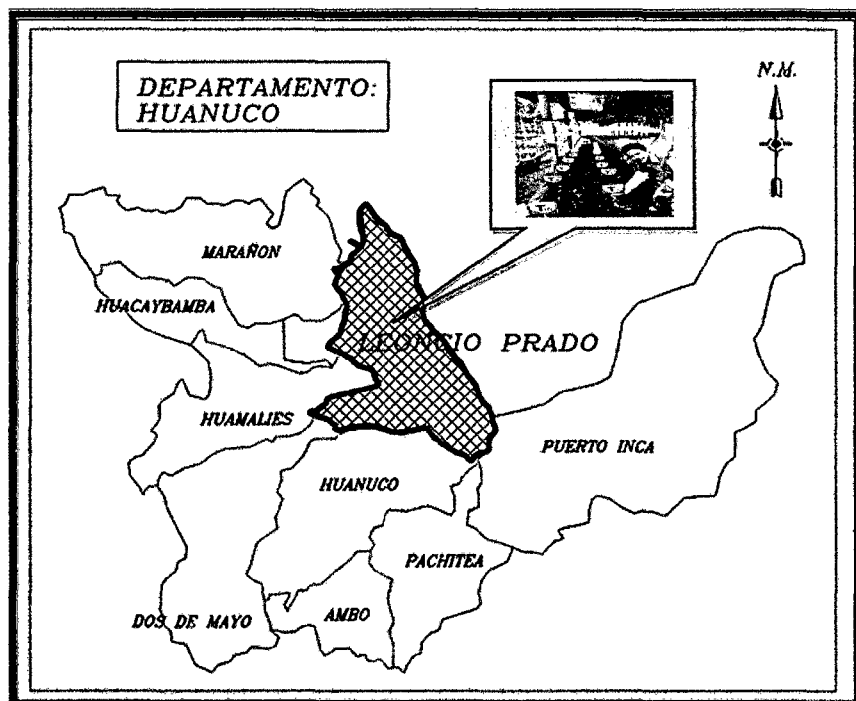 DEPARTAMENTO:
HUANUCO
N.M.
MARAÑON
HUACAYBAMBA
LEONCIO PRADO
HUAMALIES
PUERTO INCA
HUANUCO
PACHITEA
DOS DE MAYO
AMBO